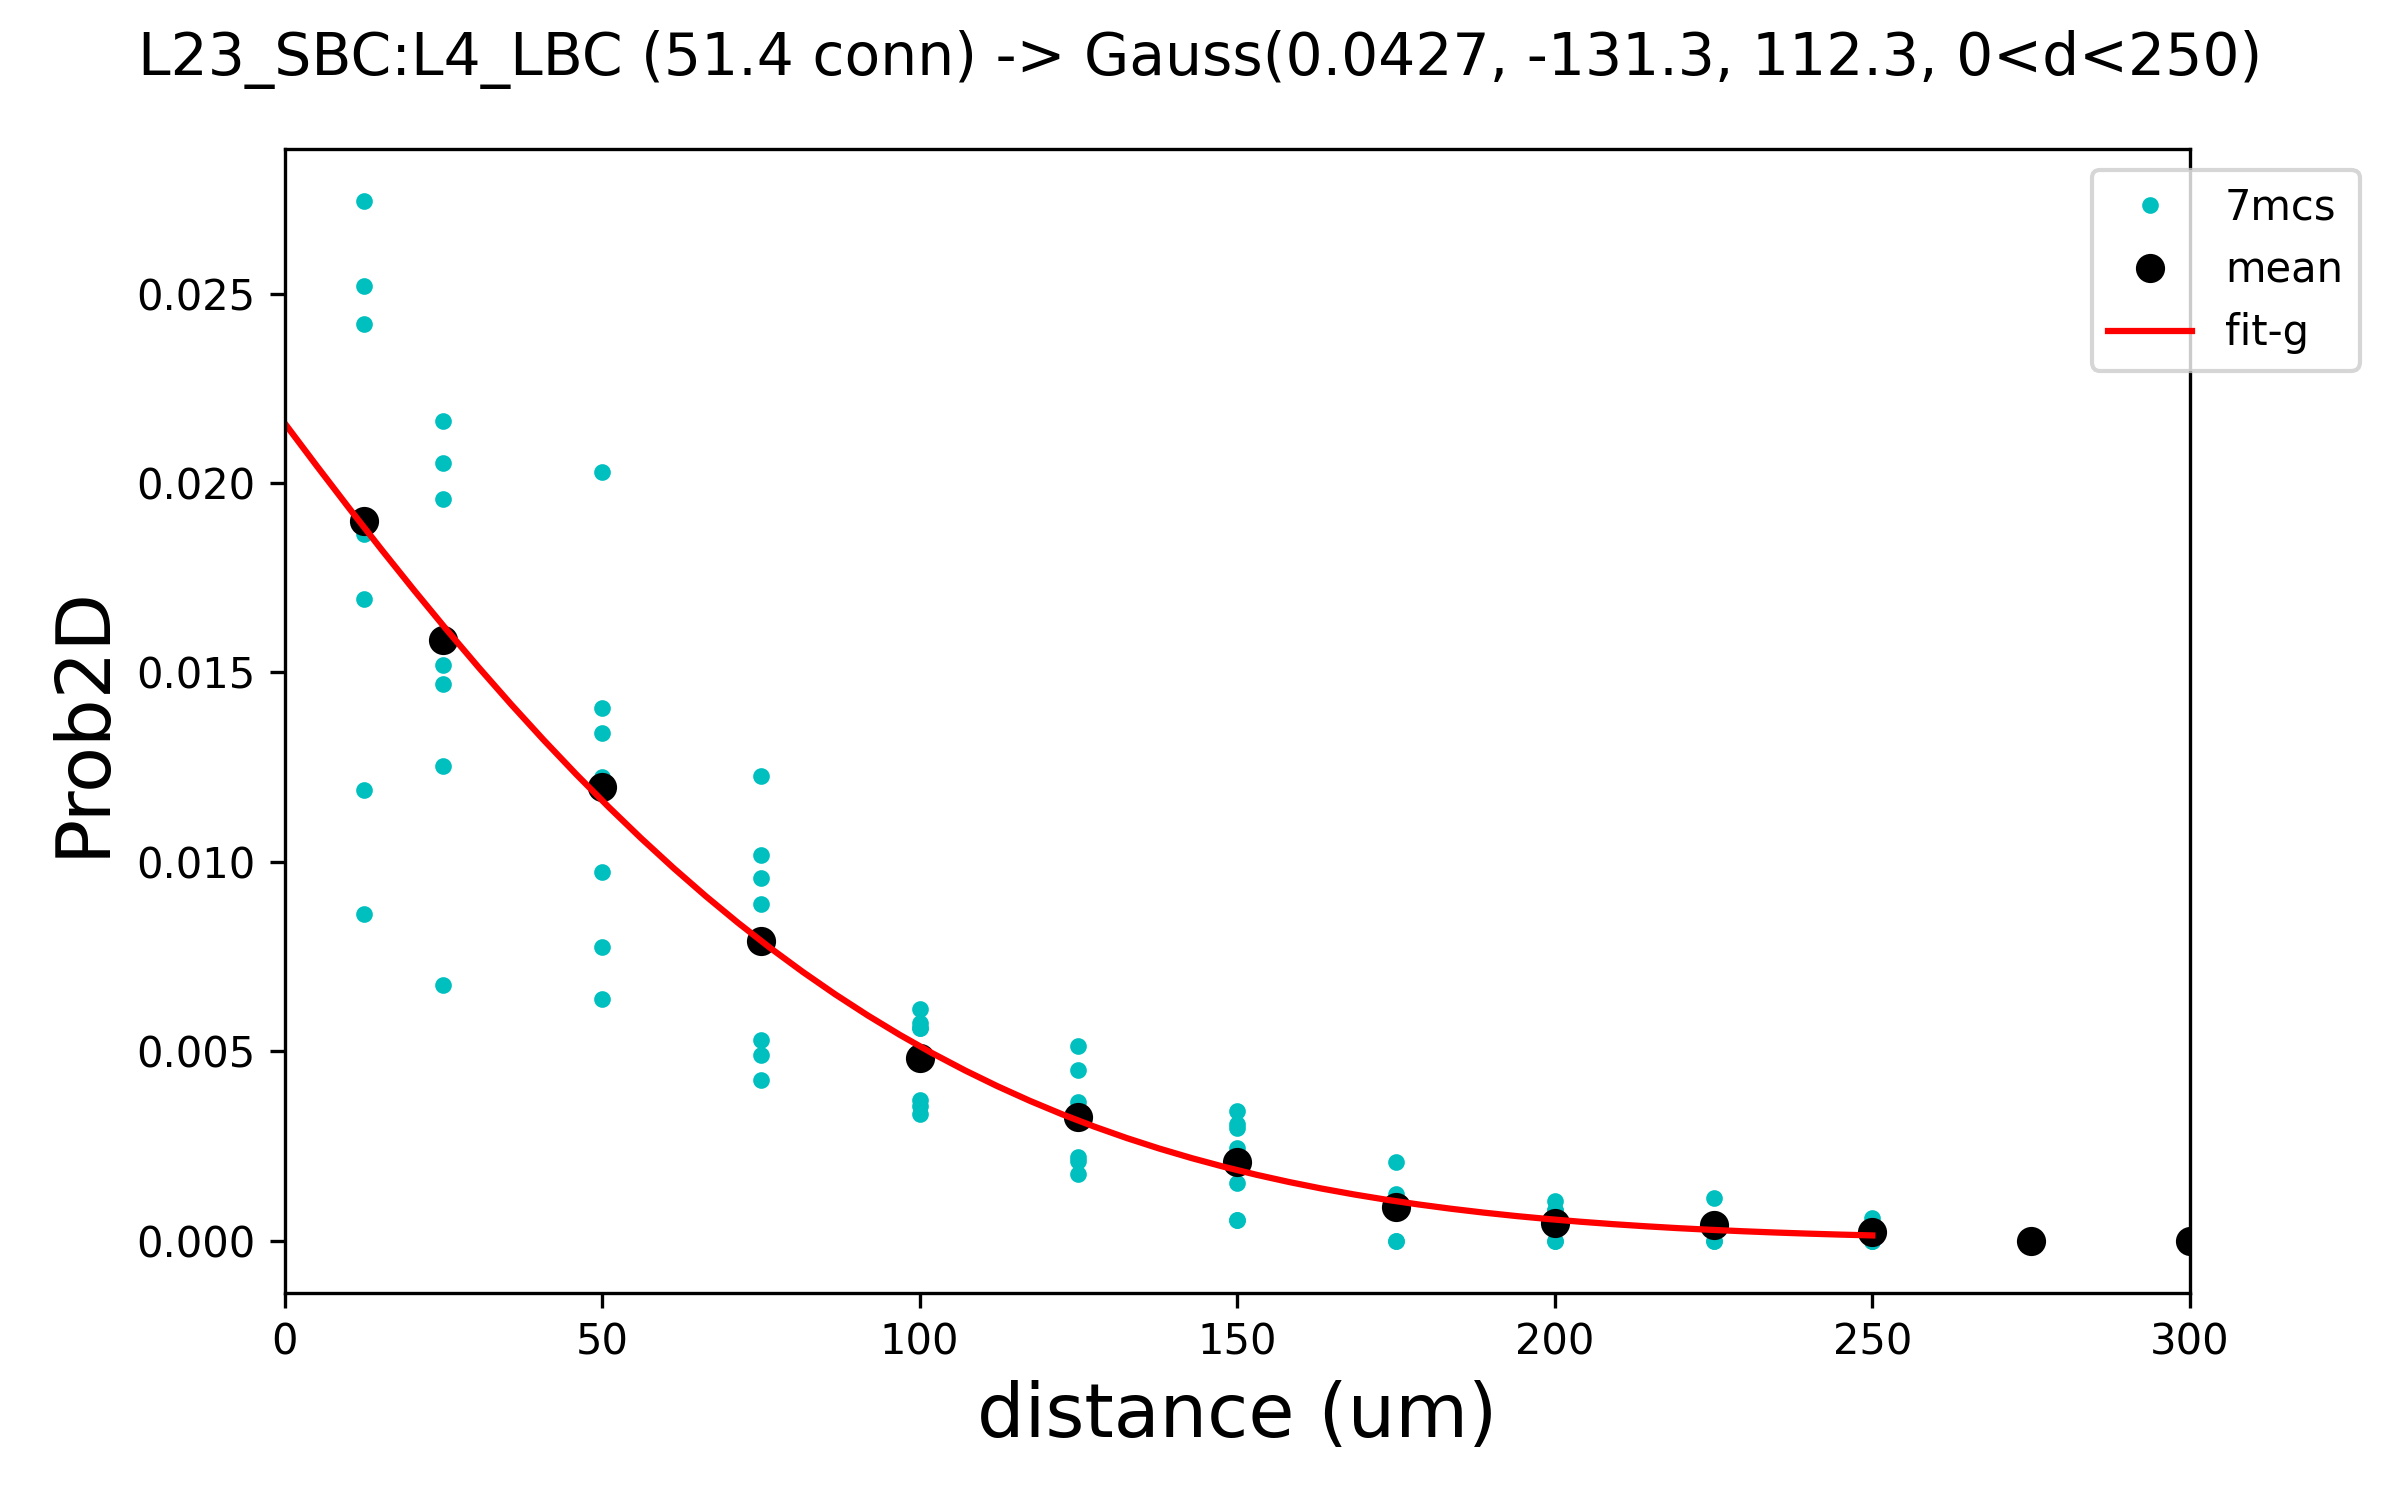 L23_SBC:L4_LBC (51.4 conn) -> Gauss(0.0427, -131.3, 112.3, 0<d<250)
7mcs
mean
fit-g
Prob2D
0.025
0.020
0.015
0.010
0.005
0.000
0 50 100 150 200 250 300
distance (um)